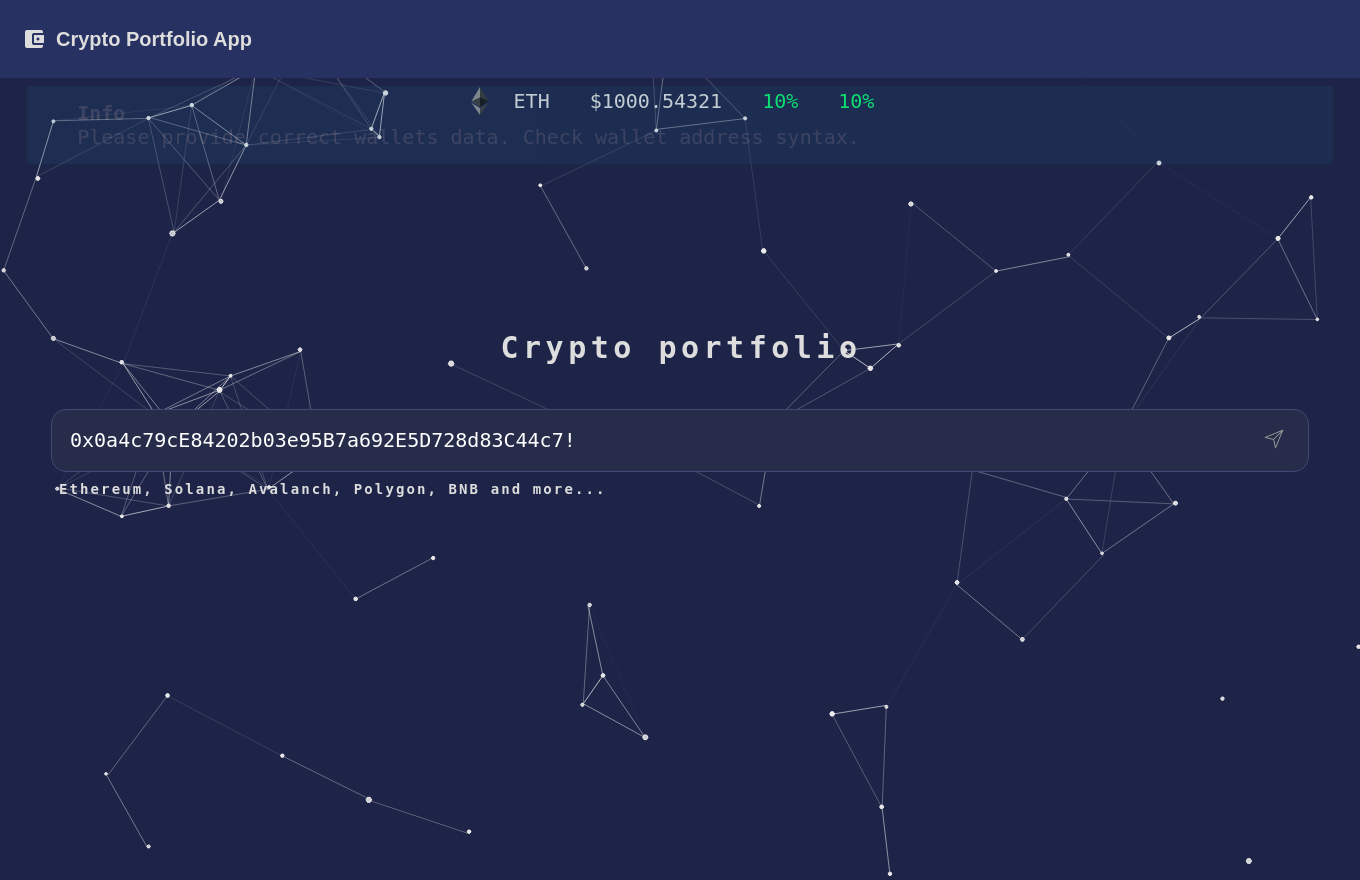 Crypto Portfolio App
ETH $1000.54321 10% 10%
Info
Please provide correct wallets data. Check wallet address syntax.
Crypto portfolio
0x0a4c79cE84202b03e95B7a692E5D728d83C44c7!
Ethereum, Solana, Avalanch, Polygon, BNB and more...